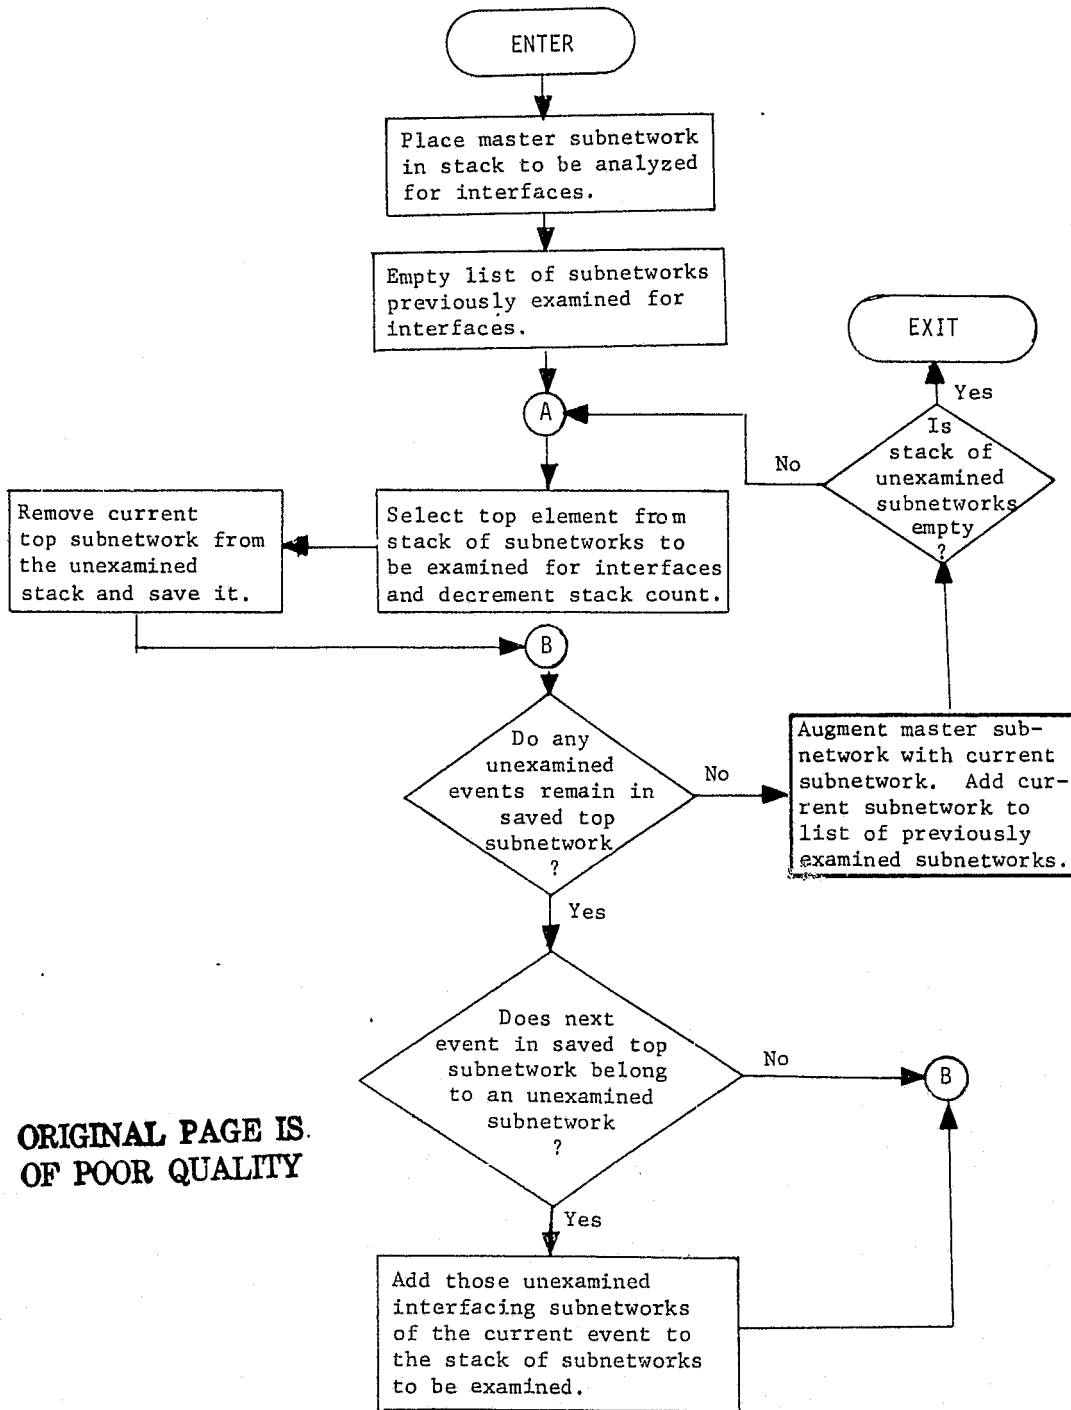 ENTER
Place master subnetwork
in stack to be analyzed
for interfaces.
Empty list of subnetworks
previously examined for
interfaces.
EXIT
A
Yes
Is
stack of
unexamined
subnetworks
empty
?
No
Remove current
top subnetwork from
the unexamined
stack and save it.
Select top element from
stack of subnetworks to
be examined for interfaces
and decrement stack count.
B
Do any
unexamined
events remain in
saved top
subnetwork
?
No
Augment master sub-
network with current
subnetwork. Add cur-
rent subnetwork to
list of previously
examined subnetworks.
Yes
Does next
event in saved top
subnetwork belong
to an unexamined
subnetwork
?
No
B
ORIGINAL PAGE IS
OF POOR QUALITY
Yes
Add those unexamined
interfacing subnetworks
of the current event to
the stack of subnetworks
to be examined.